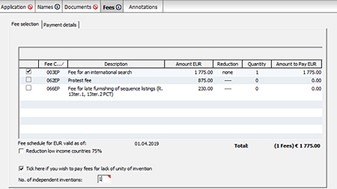 Application Names Documents Fees Annotations
Fee selection Payment details
Fee C... / Description Amount EUR Reduction Quantity Amount to Pay EUR
003EP Fee for an international search 1 775.00 none 1 1 775.00
062EP Protest fee 875.00 ---- 0 0.00
066EP Fee for late furnishing of sequence listings (R. 230.00 ---- 0 0.00
13ter.1, 13ter.2 PCT)
Fee schedule for EUR valid as of: 01.04.2019 Total: (1 Fees) € 1 775.00
Reduction low income countries 75%
Tick here if you wish to pay fees for lack of unity of invention
No. of independent inventions: